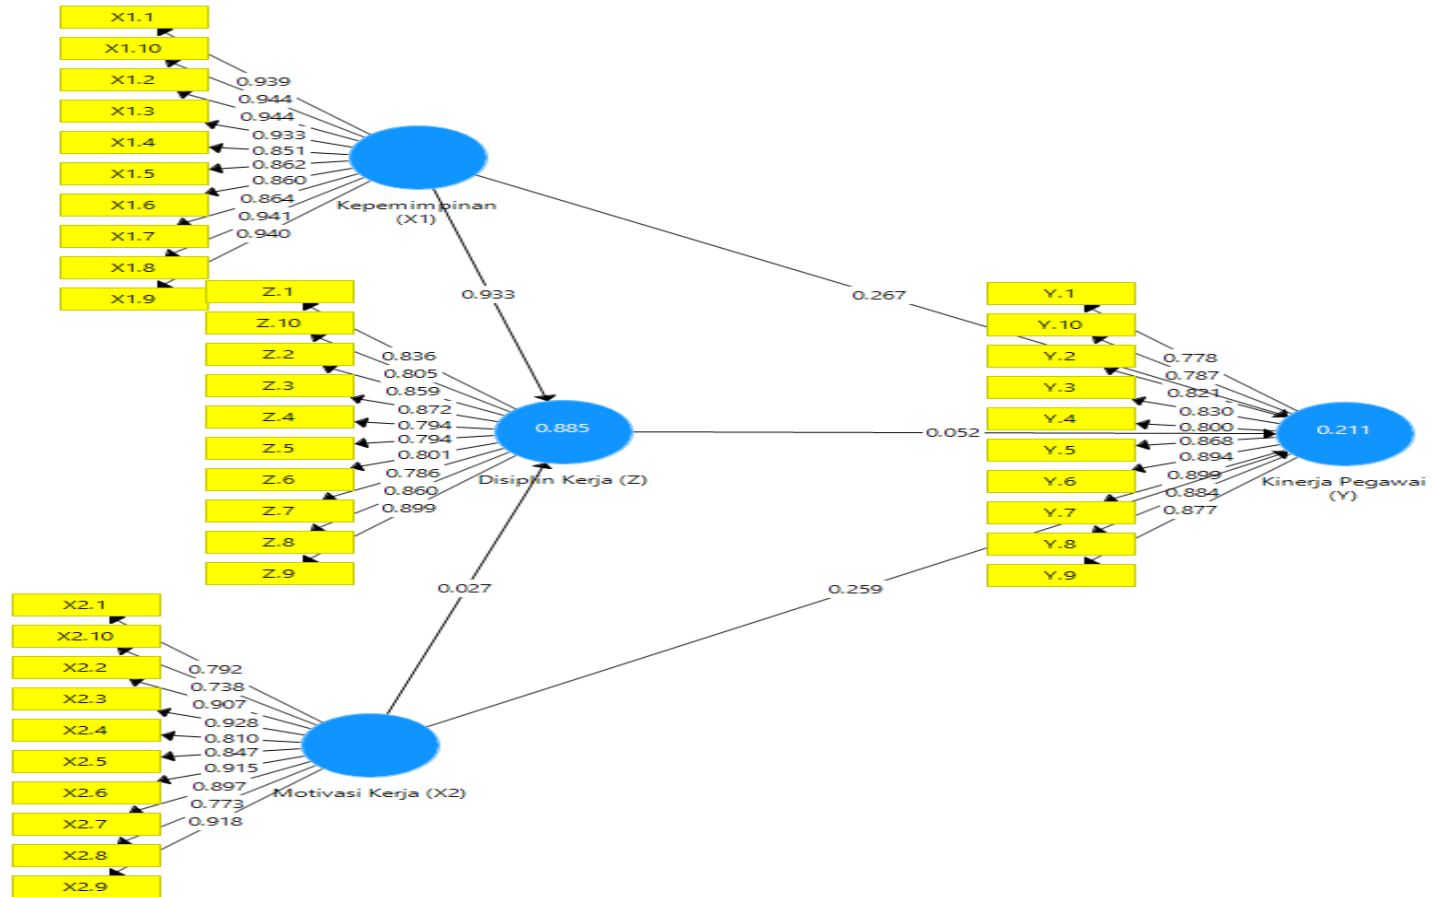 X1.1
X1.10
X1.2
X1.3
X1.4
X1.5
X1.6
X1.7
X1.8
X1.9
0.939
0.944
0.944
0.933
0.851
0.862
0.860
0.864
0.941
0.940
Kepemimpinan
(X1)
0.933
0.267
Z.1
Z.10
Z.2
Z.3
Z.4
Z.5
Z.6
Z.7
Z.8
Z.9
0.836
0.805
0.859
0.872
0.794
0.794
0.801
0.786
0.860
0.899
0.885
Disiplin Kerja (Z)
0.052
Y.1
Y.10
Y.2
Y.3
Y.4
Y.5
Y.6
Y.7
Y.8
Y.9
0.778
0.787
0.821
0.830
0.800
0.868
0.894
0.899
0.884
0.877
0.211
Kinerja Pegawai
(Y)
0.027
0.259
X2.1
X2.10
X2.2
X2.3
X2.4
X2.5
X2.6
X2.7
X2.8
X2.9
0.792
0.738
0.907
0.928
0.810
0.847
0.915
0.897
0.773
0.918
Motivasi Kerja (X2)